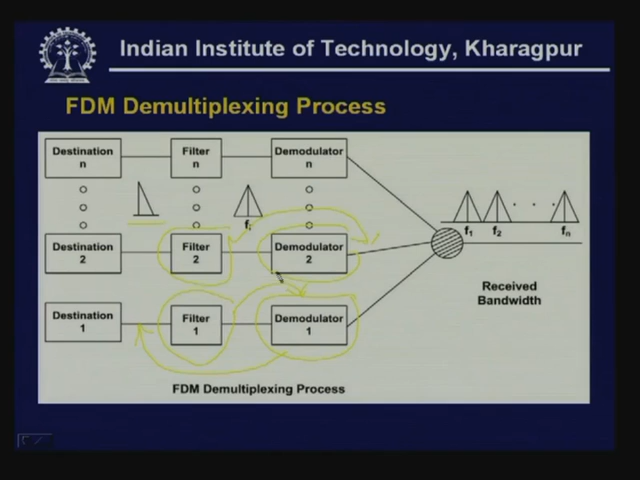 Indian Institute of Technology, Kharagpur
FDM Demultiplexing Process
Destination
n
Filter
n
Demodulator
n
f
f1
f2
fn
Destination
2
Filter
2
Demodulator
2
Received
Bandwidth
Destination
1
Filter
1
Demodulator
1
FDM Demultiplexing Process